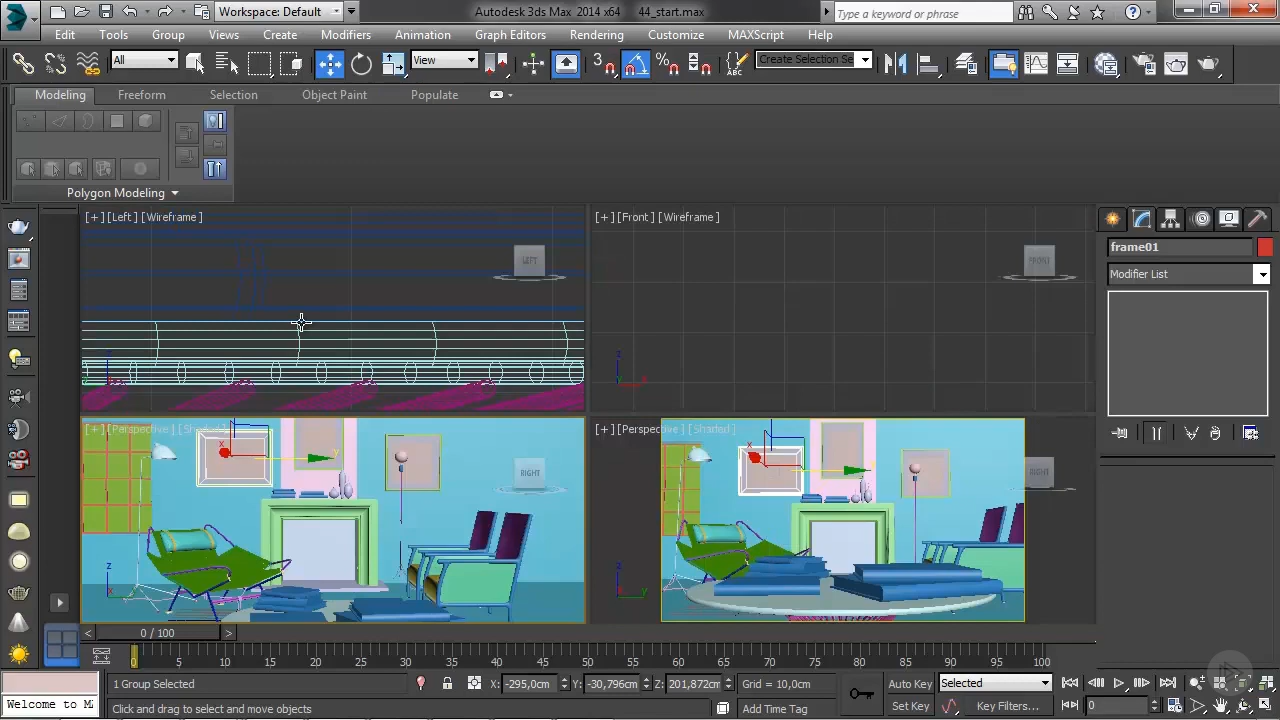 Workspace: Default
Autodesk 3ds Max 2014 x64
44_start.max
Type a keyword or phrase
Edit Tools Group Views Create Modifiers Animation Graph Editors Rendering Customize MAXScript Help
All
View
3
Create Selection Se
Modeling Freeform Selection Object Paint Populate
Polygon Modeling
[+][Left][Wireframe]
LEFT
[+][Front][Wireframe]
FRONT
frame01
Modifier List
[+][Perspective][Shaded]
RIGHT
[+][Perspective][Shaded]
RIGHT
0 / 100
0 5 10 15 20 25 30 35 40 45 50 55 60 65 70 75 80 85 90 95 100
1 Group Selected
X: -295,0cm Y: -30,796cm Z: 201,872cm
Grid = 10,0cm
Auto Key
Selected
Welcome to M
Click and drag to select and move objects
Add Time Tag
Set Key
Key Filters...
0